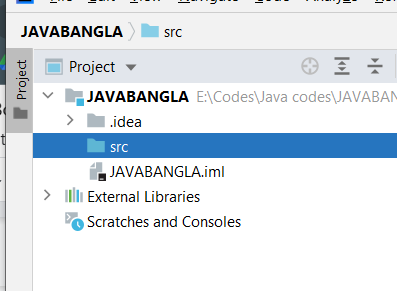 JAVABANGLA src
Project
Project
JAVABANGLA E:\Codes\Java codes\JAVABAN
.idea
src
JAVABANGLA.iml
External Libraries
Scratches and Consoles